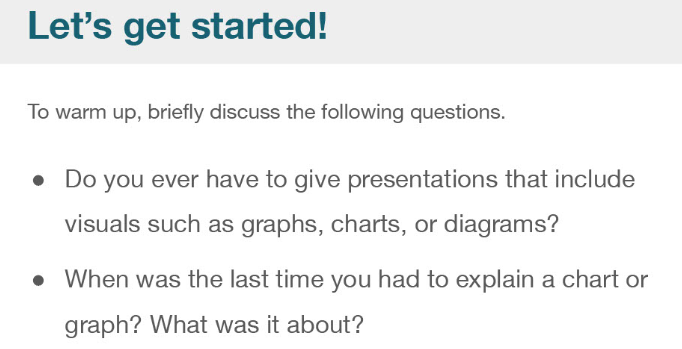 Let's get started!
To warm up, briefly discuss the following questions.
● Do you ever have to give presentations that include
visuals such as graphs, charts, or diagrams?
● When was the last time you had to explain a chart or
graph? What was it about?